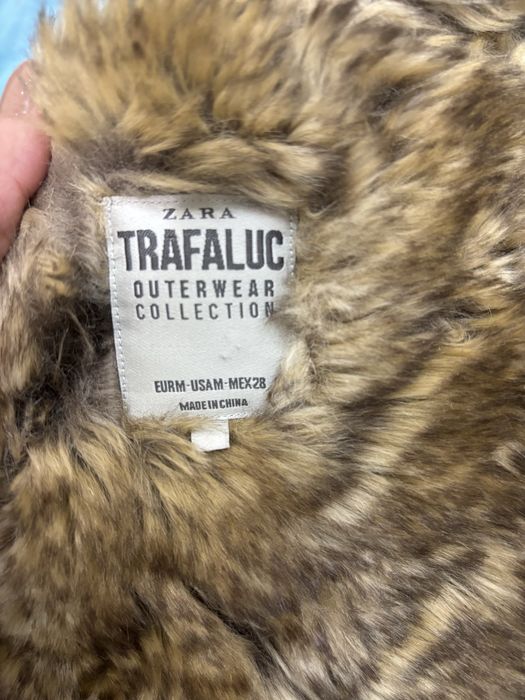 ZARA
TRAFALUC
OUTERWEAR
COLLECTION
EURM-USAM-MEX28
MADE IN CHINA